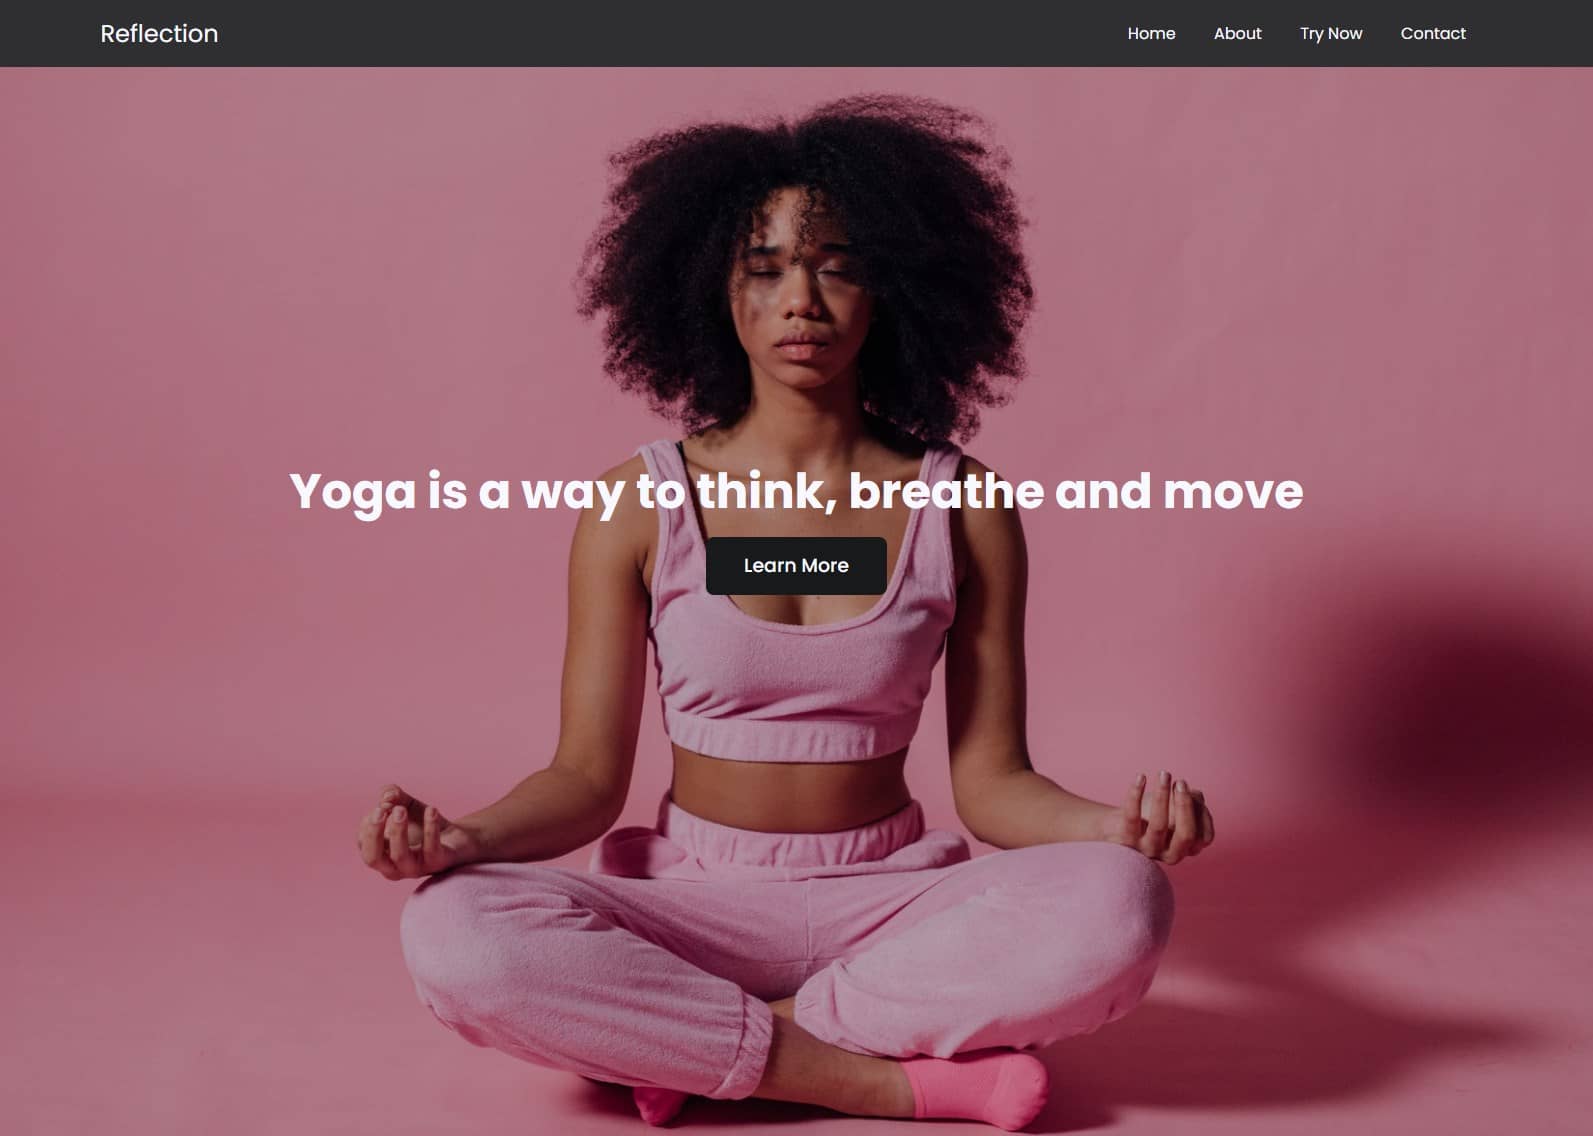 Reflection
Home About Try Now Contact
Yoga is a way to think, breathe and move
Learn More